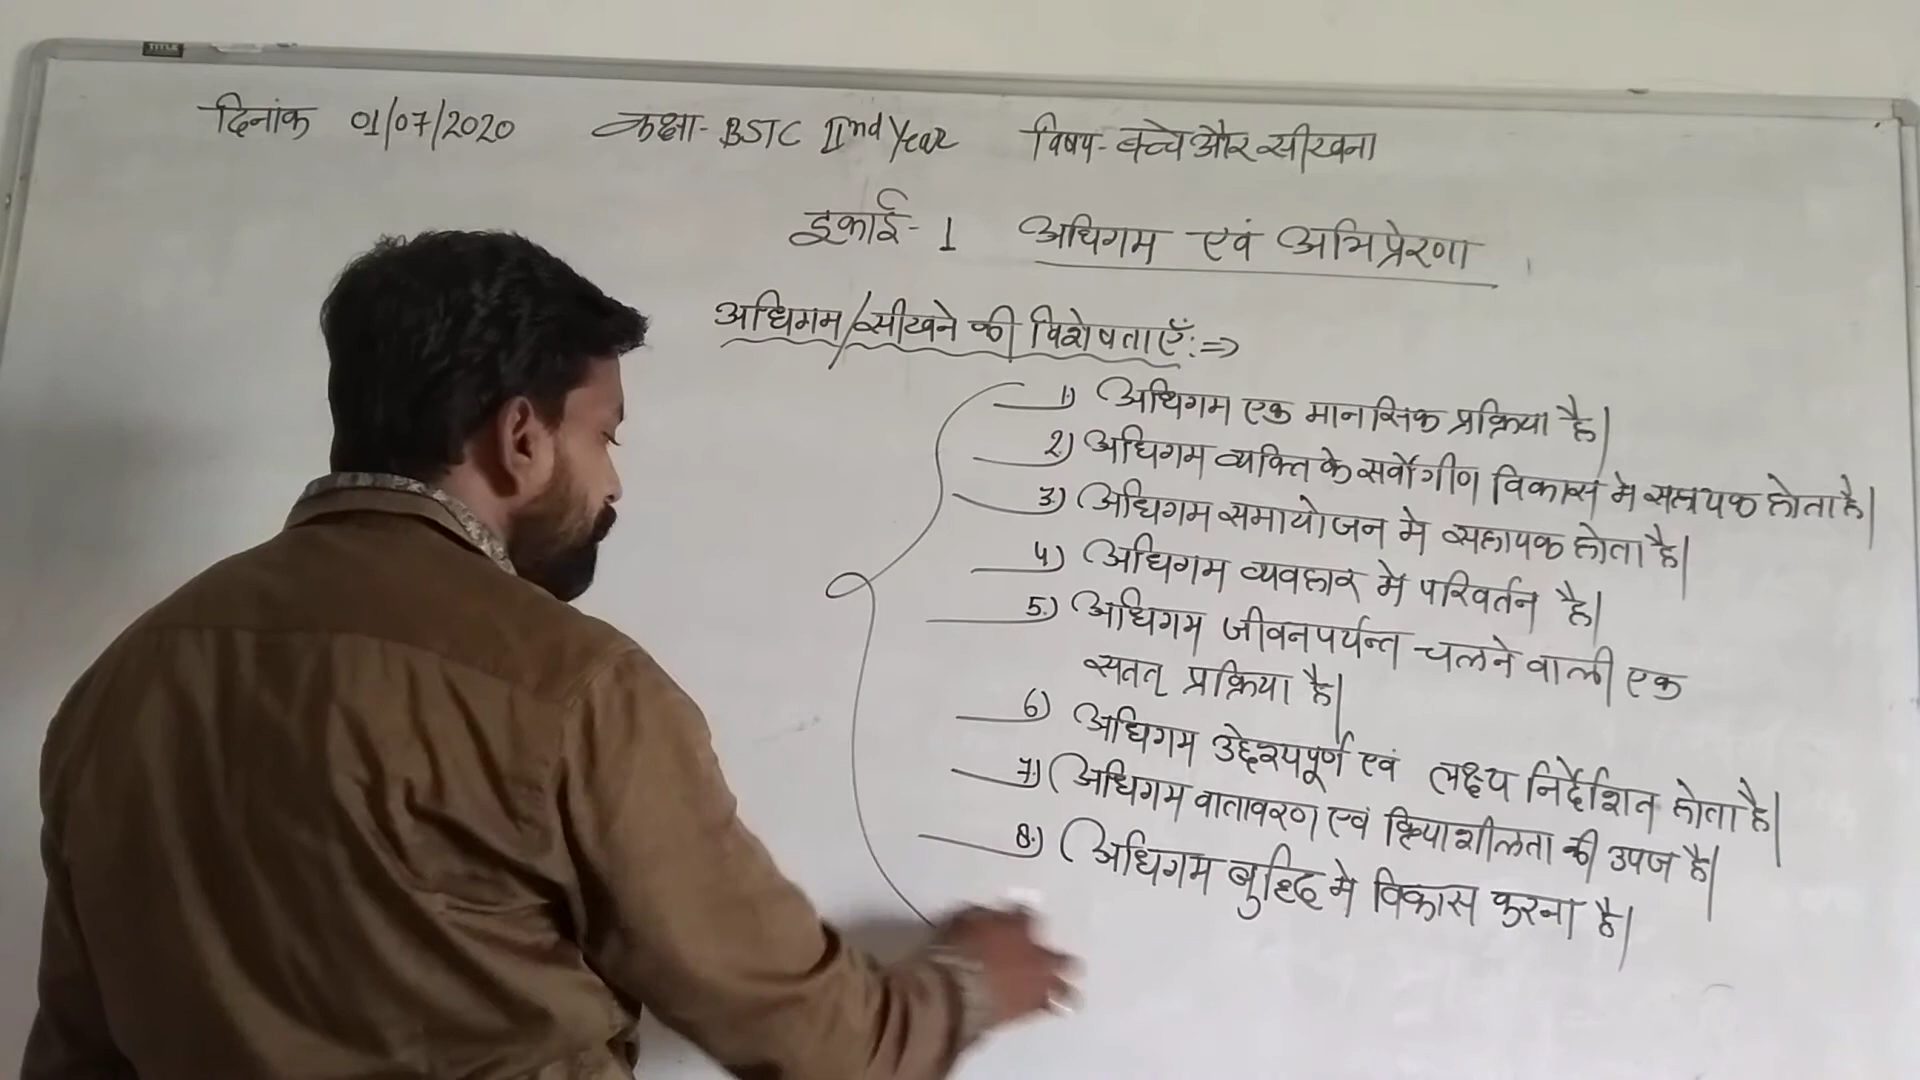 TITLE
दिनांक 01/07/2020 कक्षा- BSTC IInd Year विषय- बच्चे और सीखना
इकाई- 1 अधिगम एवं अभिप्रेरणा
अधिगम/सीखने की विशेषताएँ:⇒
1) अधिगम एक मानसिक प्रक्रिया है।
2) अधिगम व्यक्ति के सर्वांगीण विकास मे सहायक होता है।
3) अधिगम समायोजन मे सहायक होता है।
4) अधिगम व्यवहार मे परिवर्तन है।
5.) अधिगम जीवनपर्यन्त चलने वाली एक
सतत् प्रक्रिया है।
6) अधिगम उद्देश्यपूर्ण एवं लक्ष्य निर्देशित होता है।
7.) अधिगम वातावरण एवं क्रियाशीलता की उपज है।
8.) अधिगम बुद्धि मे विकास करना है।